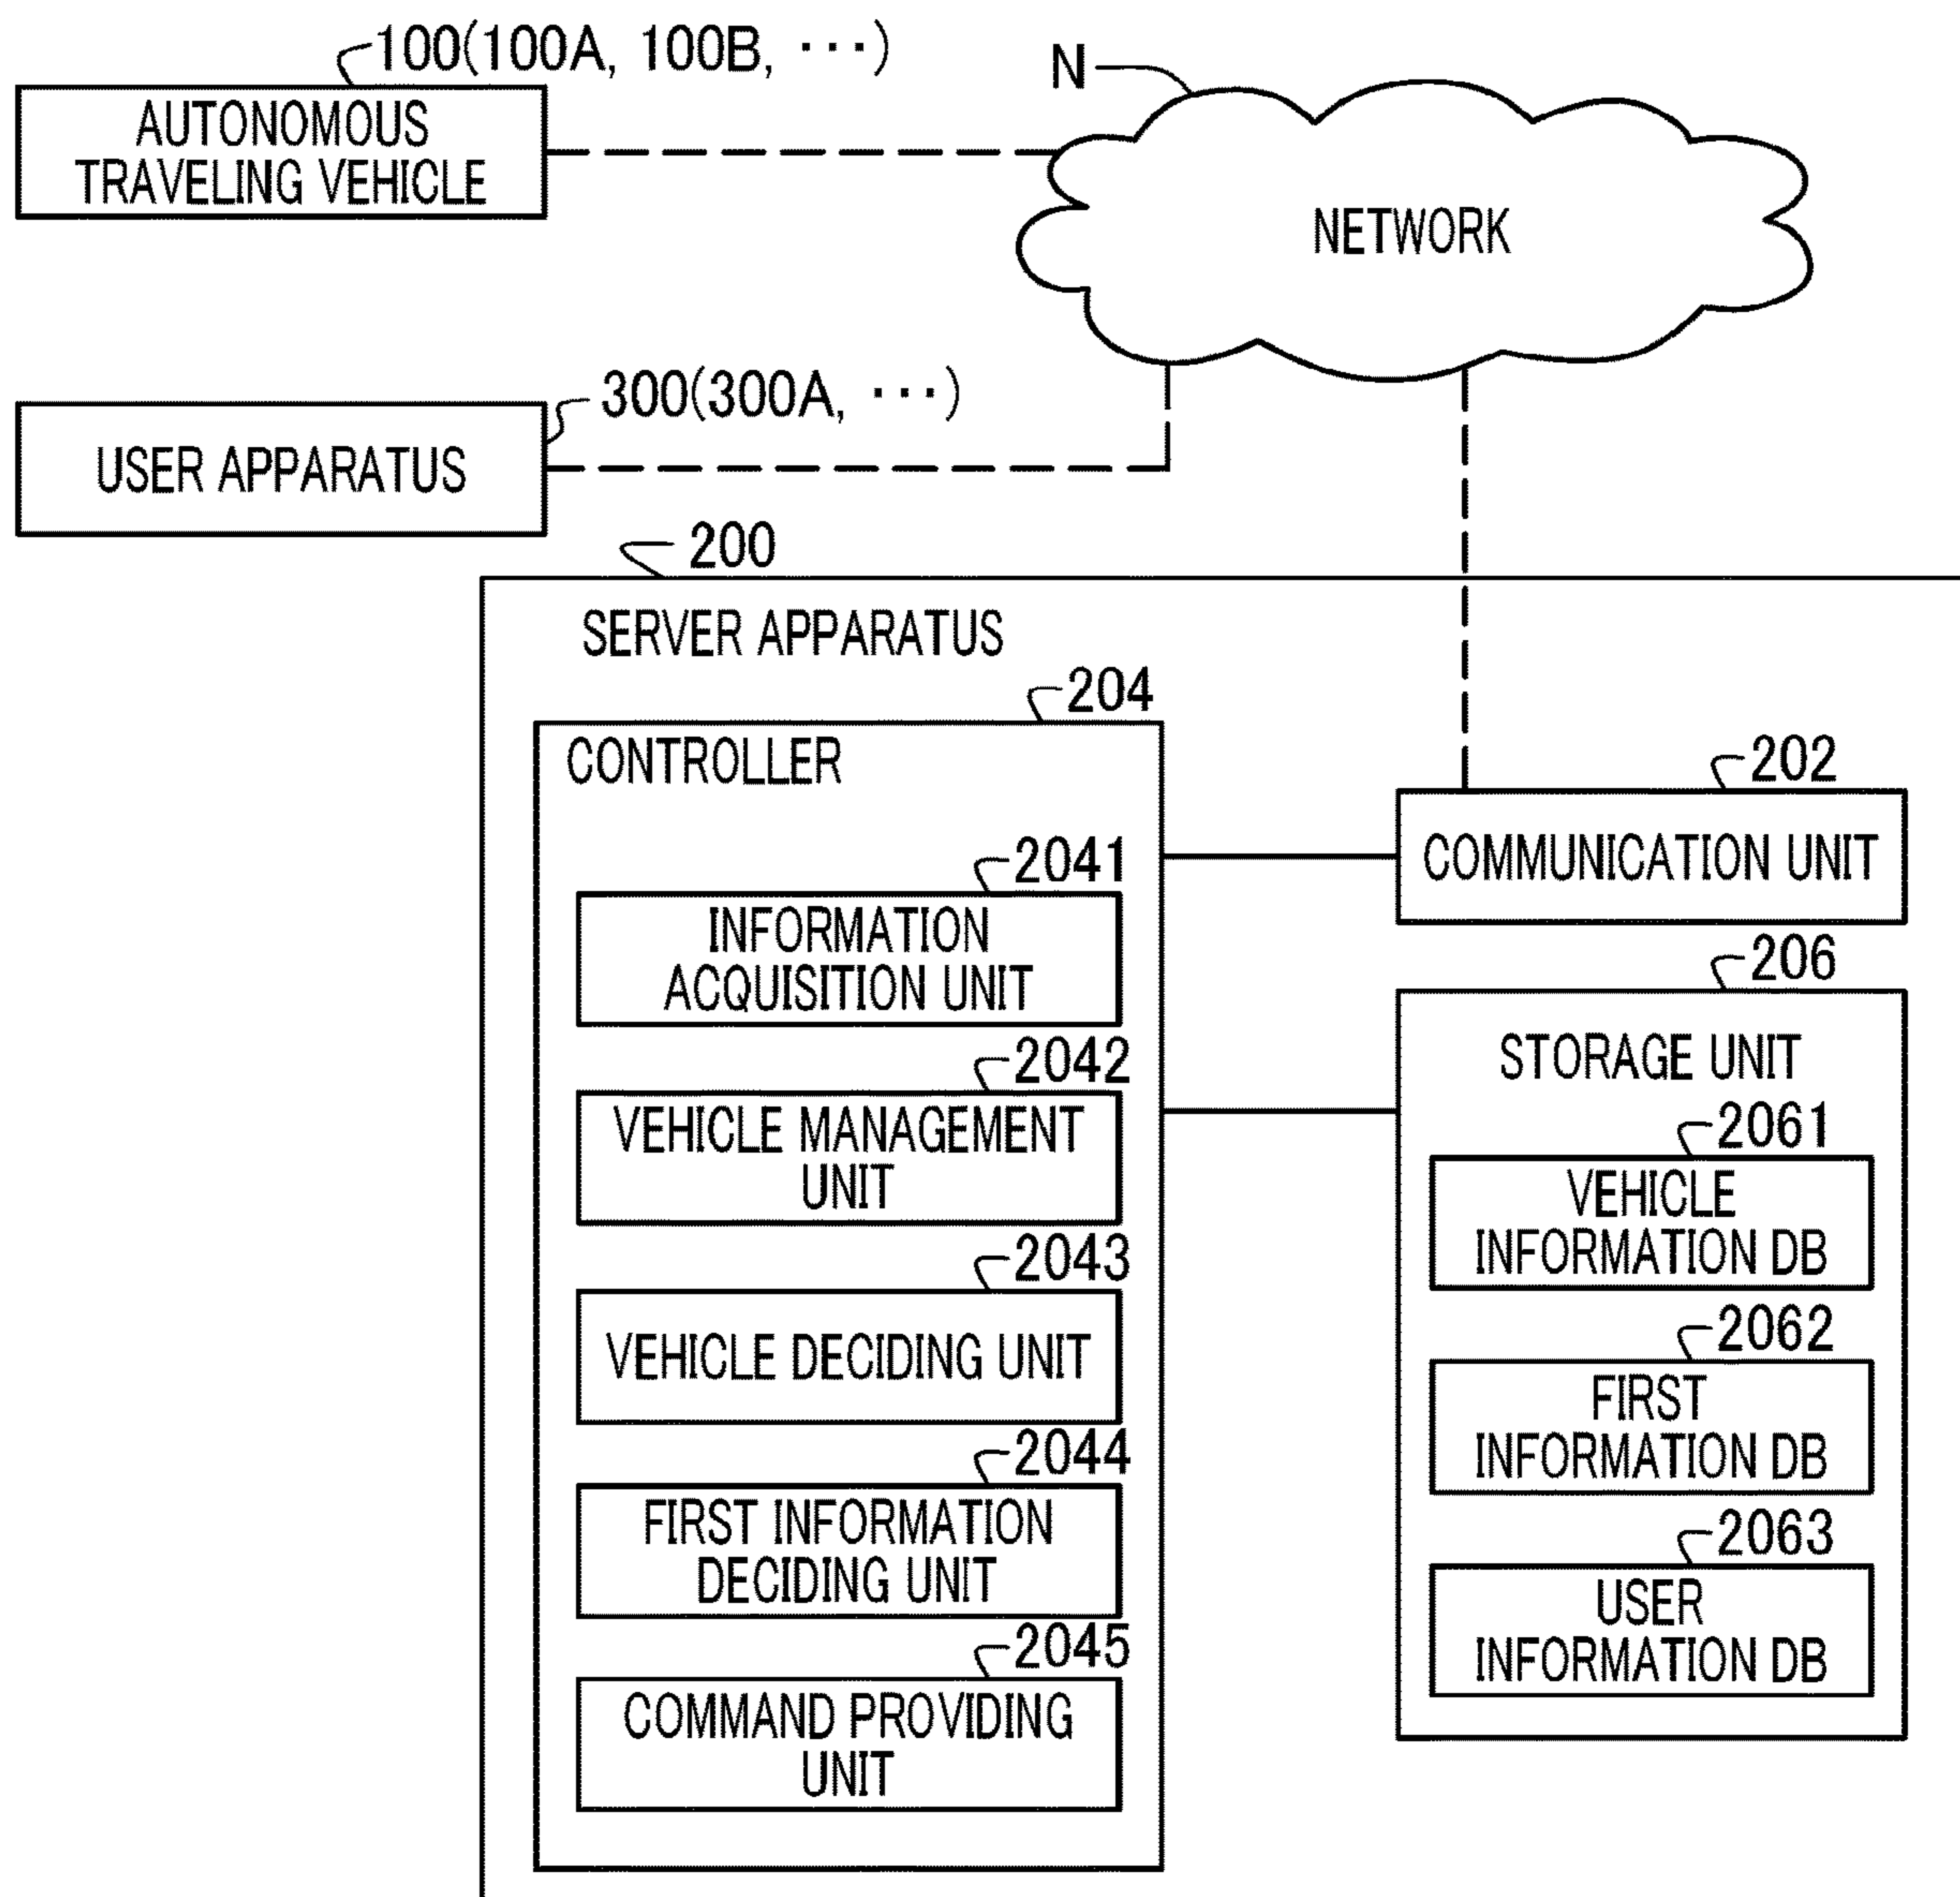 100(100A, 100B, ･･･)
AUTONOMOUS
TRAVELING VEHICLE
N
NETWORK
300(300A, ･･･)
USER APPARATUS
200
SERVER APPARATUS
204
CONTROLLER
202
COMMUNICATION UNIT
2041
INFORMATION
ACQUISITION UNIT
206
STORAGE UNIT
2042
VEHICLE MANAGEMENT
UNIT
2061
VEHICLE
INFORMATION DB
2043
VEHICLE DECIDING UNIT
2062
FIRST
INFORMATION DB
2044
FIRST INFORMATION
DECIDING UNIT
2063
USER
INFORMATION DB
2045
COMMAND PROVIDING
UNIT